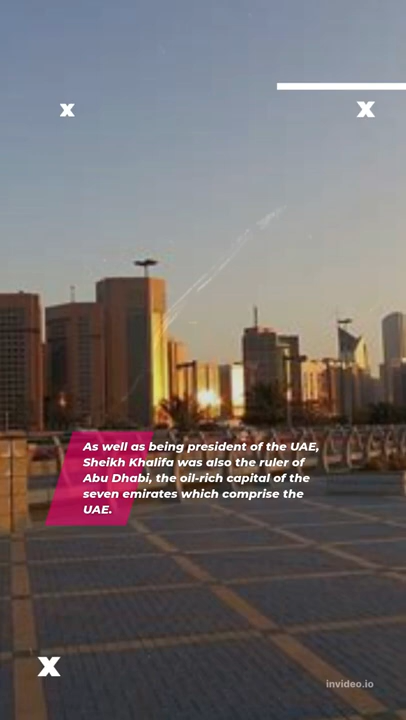 x
x
As well as being president of the UAE,
Sheikh Khalifa was also the ruler of
Abu Dhabi, the oil-rich capital of the
seven emirates which comprise the
UAE.
x
invideo.io